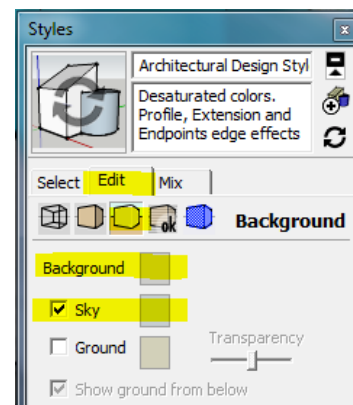 Styles
Architectural Design Styl
Desaturated colors.
Profile, Extension and
Endpoints edge effects
Select Edit Mix
ok Background
Background
Sky
Ground Transparency
Show ground from below